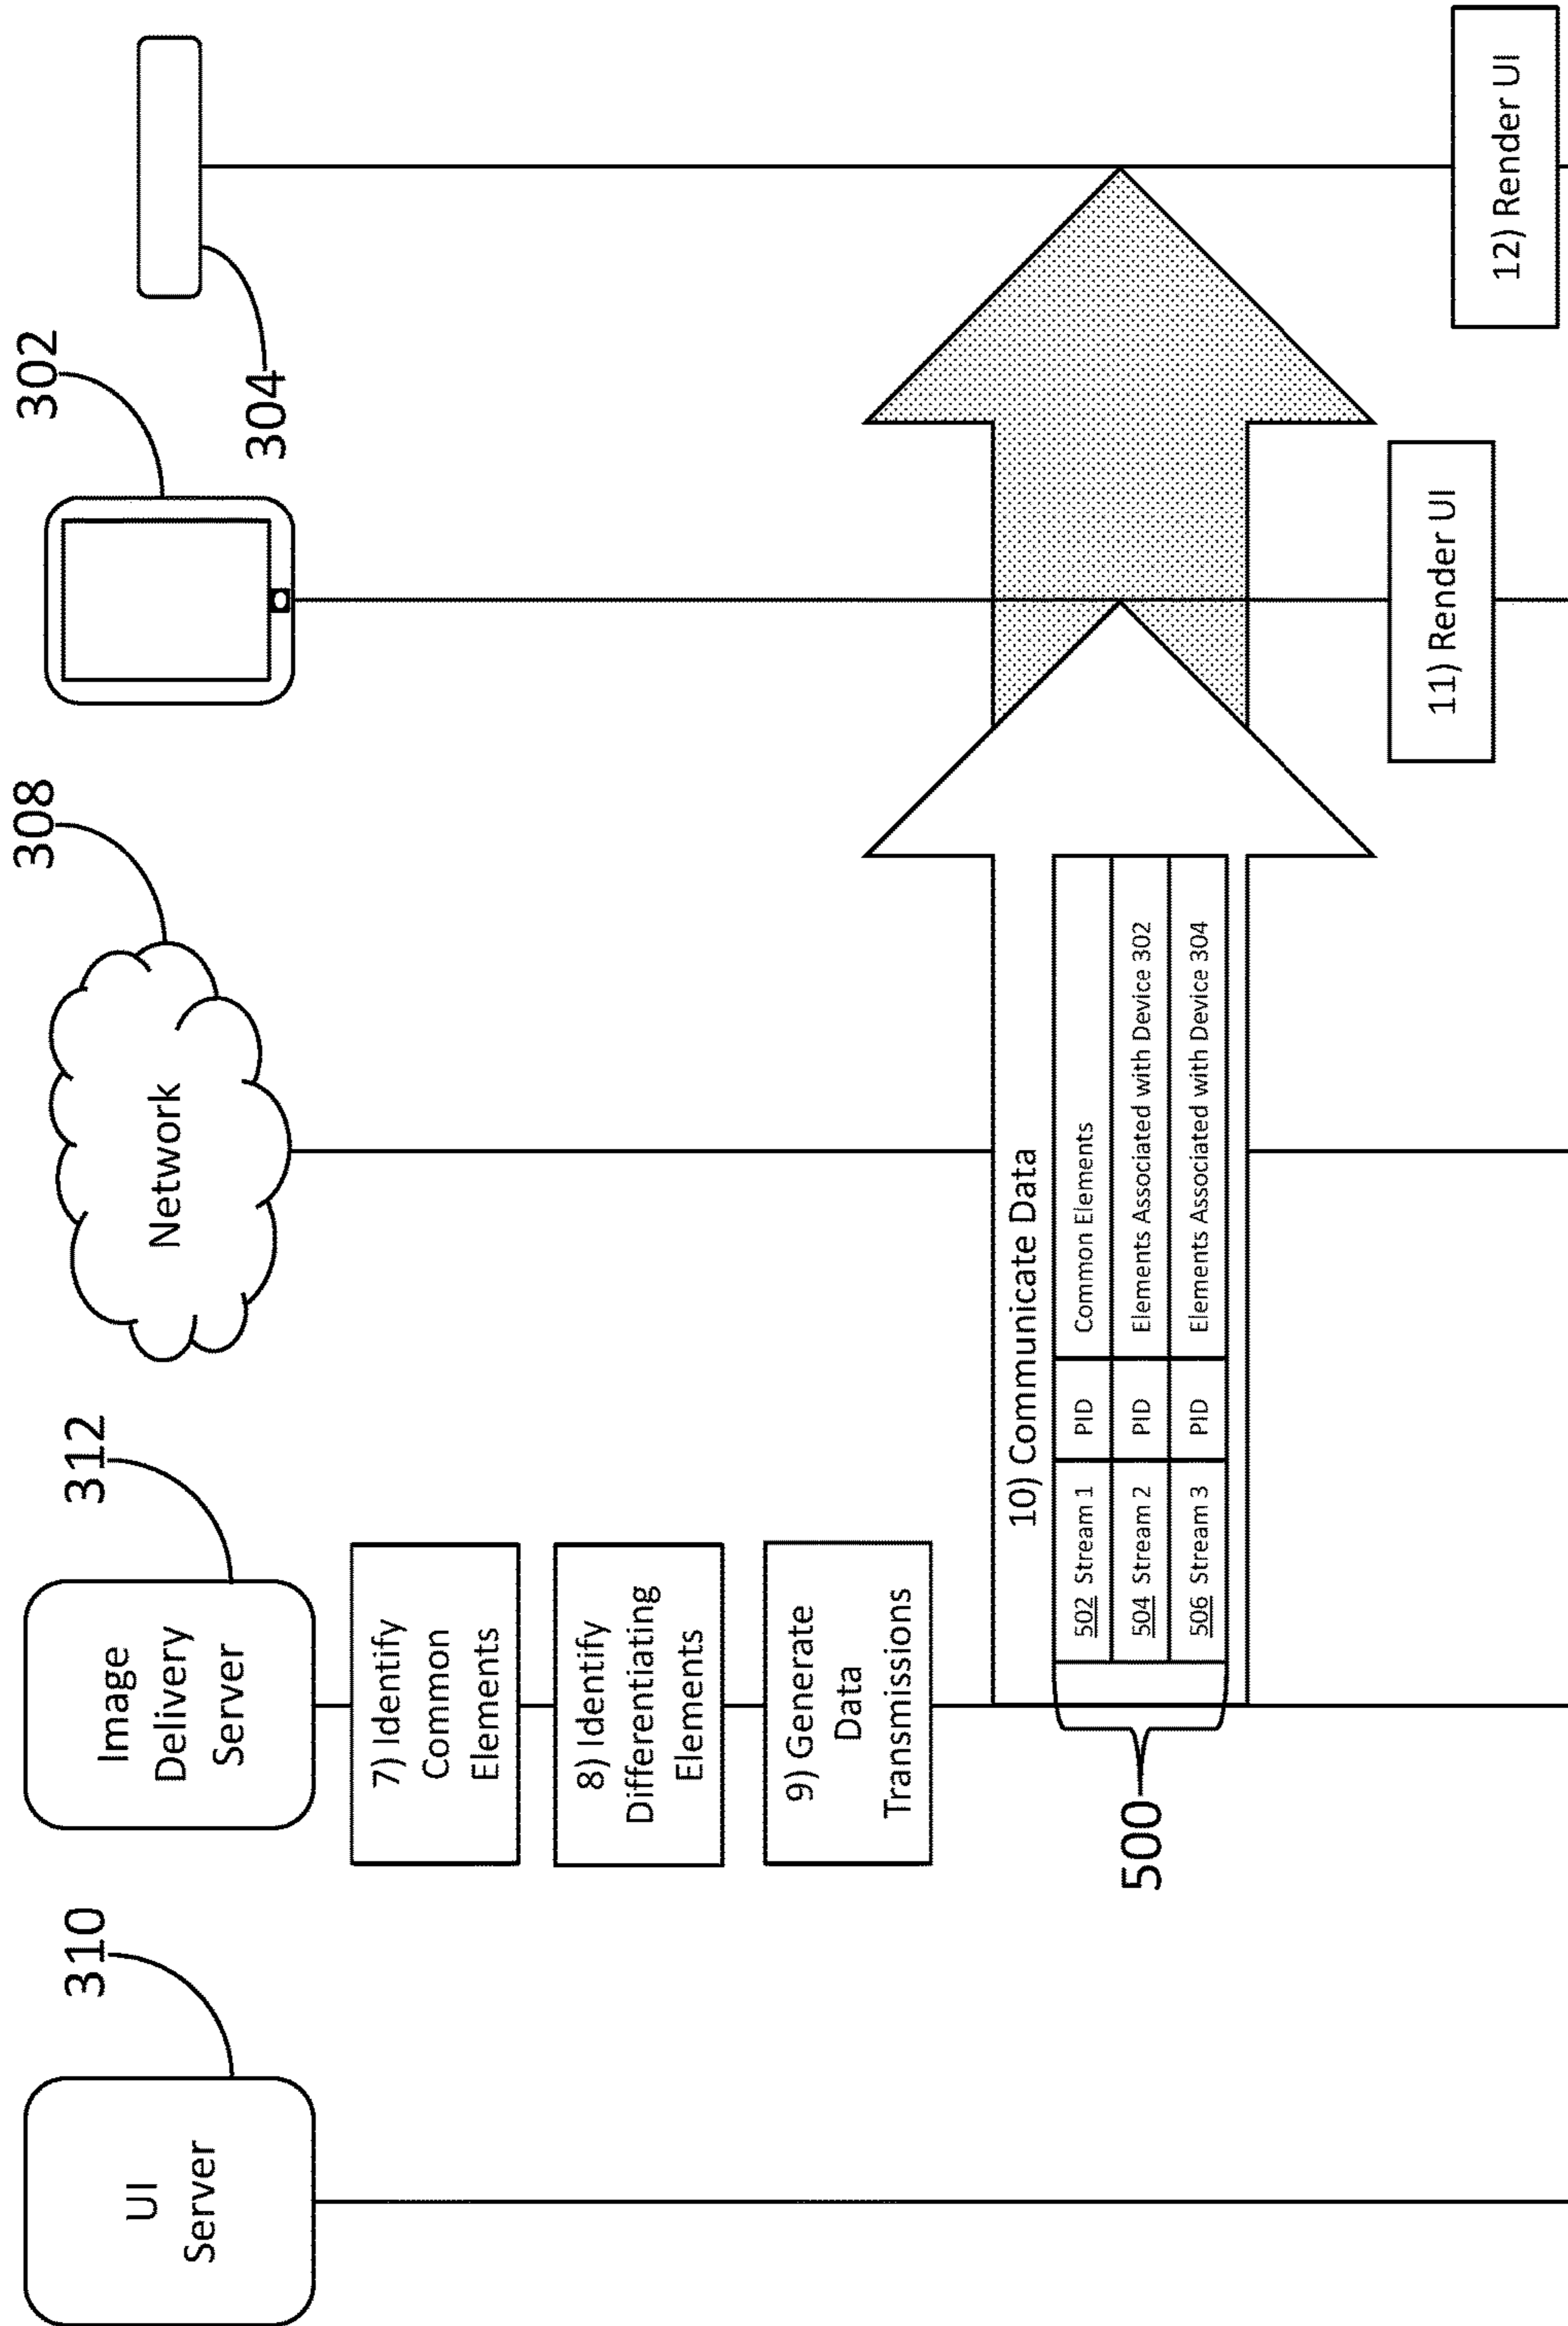 310
312
308
302
304
UI
Server
Image
Delivery
Server
Network
7) Identify
Common
Elements
8) Identify
Differentiating
Elements
9) Generate
Data
Transmissions
10) Communicate Data
502 Stream 1 PID Common Elements
504 Stream 2 PID Elements Associated with Device 302
506 Stream 3 PID Elements Associated with Device 304
500
11) Render UI
12) Render UI